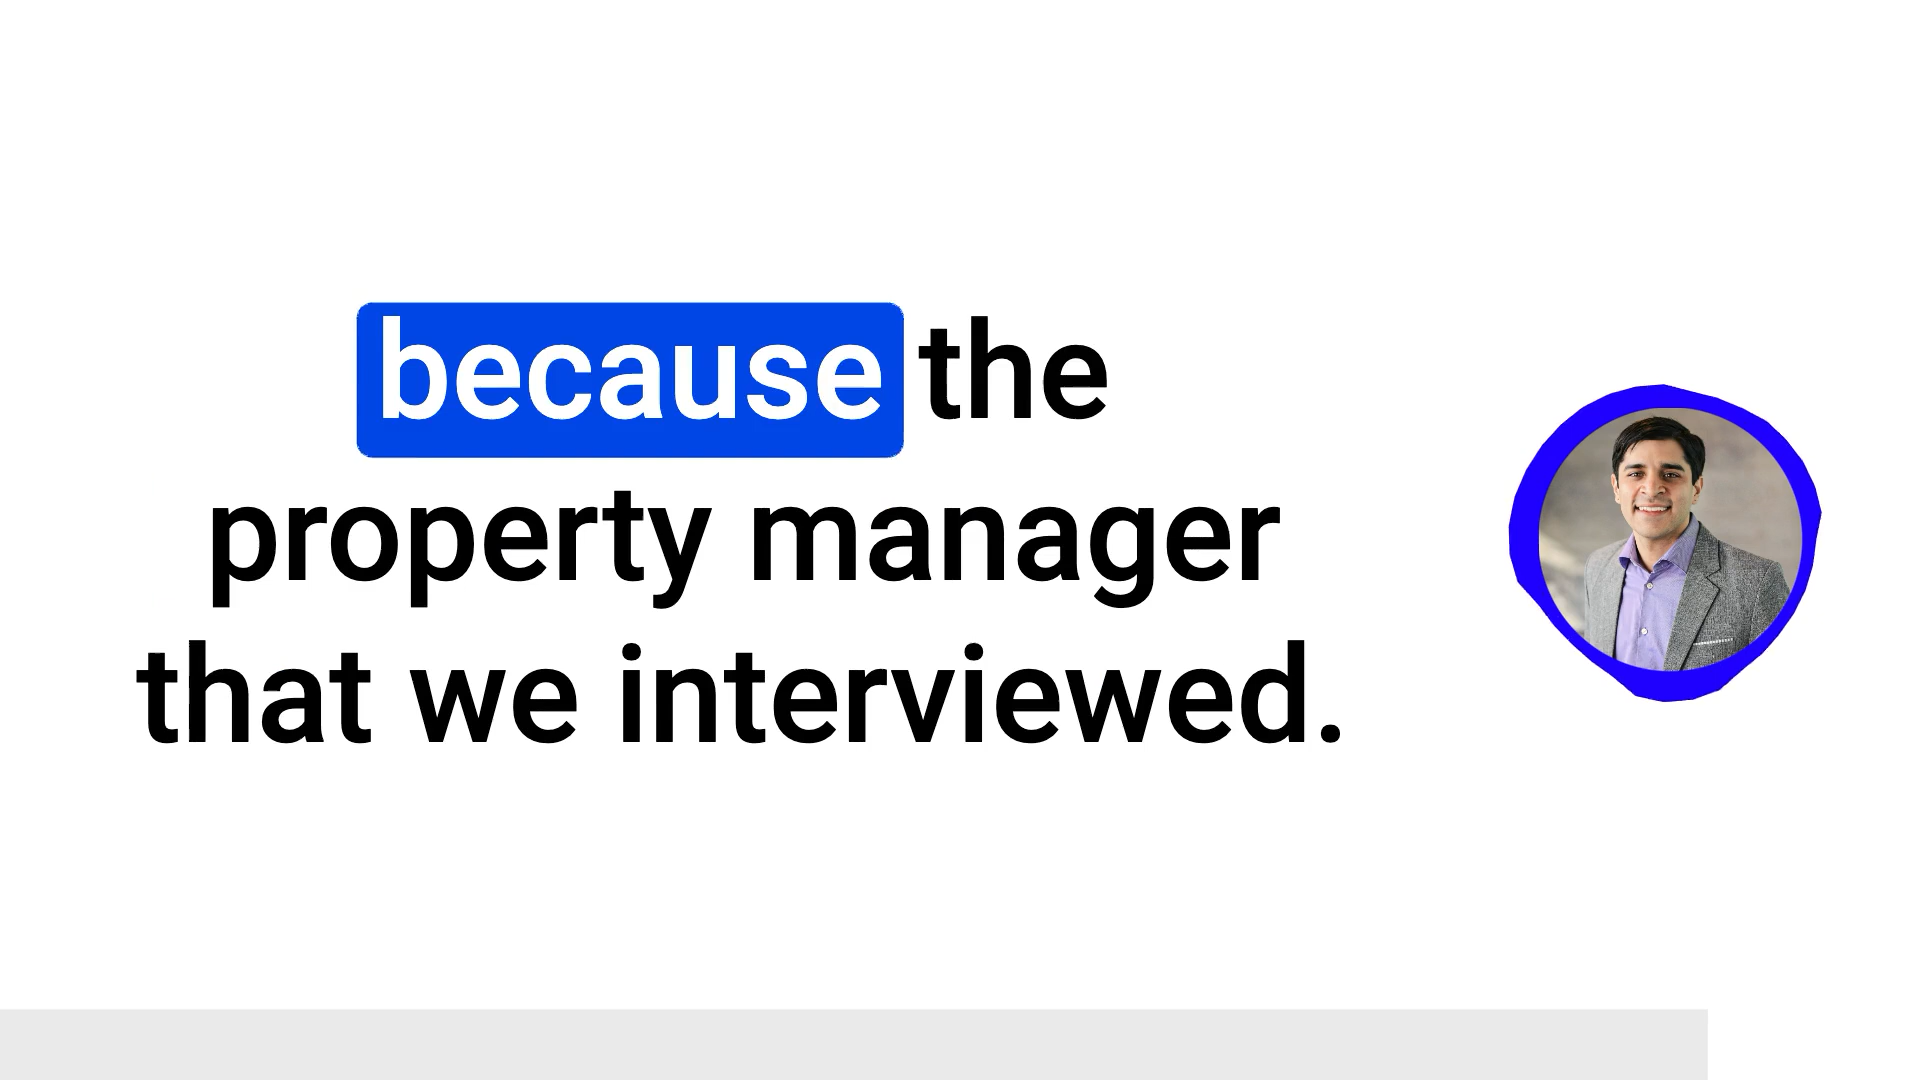 because the
property manager
that we interviewed.